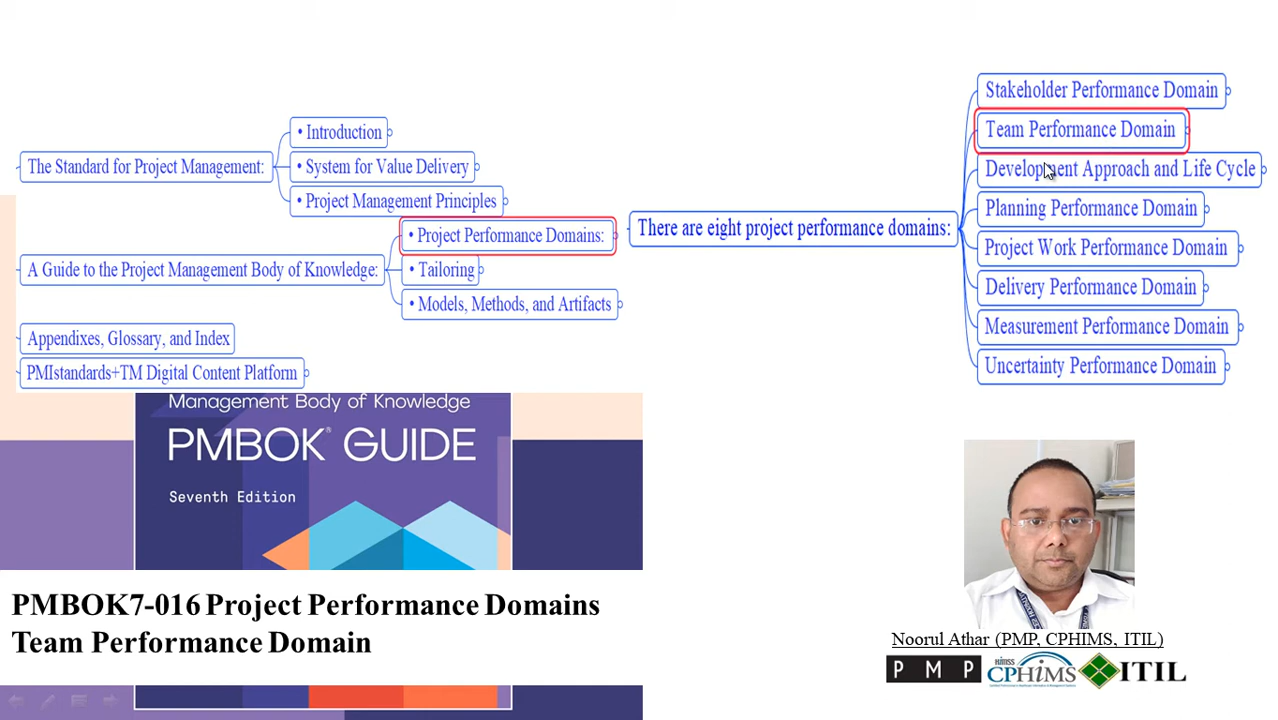 • Introduction
The Standard for Project Management:
• System for Value Delivery
• Project Management Principles
• Project Performance Domains:
A Guide to the Project Management Body of Knowledge:
• Tailoring
• Models, Methods, and Artifacts
Appendixes, Glossary, and Index
PMIstandards+TM Digital Content Platform
There are eight project performance domains:
Stakeholder Performance Domain
Team Performance Domain
Development Approach and Life Cycle
Planning Performance Domain
Project Work Performance Domain
Delivery Performance Domain
Measurement Performance Domain
Uncertainty Performance Domain
Management Body of Knowledge
PMBOK® GUIDE
Seventh Edition
PMBOK7-016 Project Performance Domains
Team Performance Domain
Noorul Athar (PMP, CPHIMS, ITIL)
PMP
HIMSS
CPHIMS
ITIL